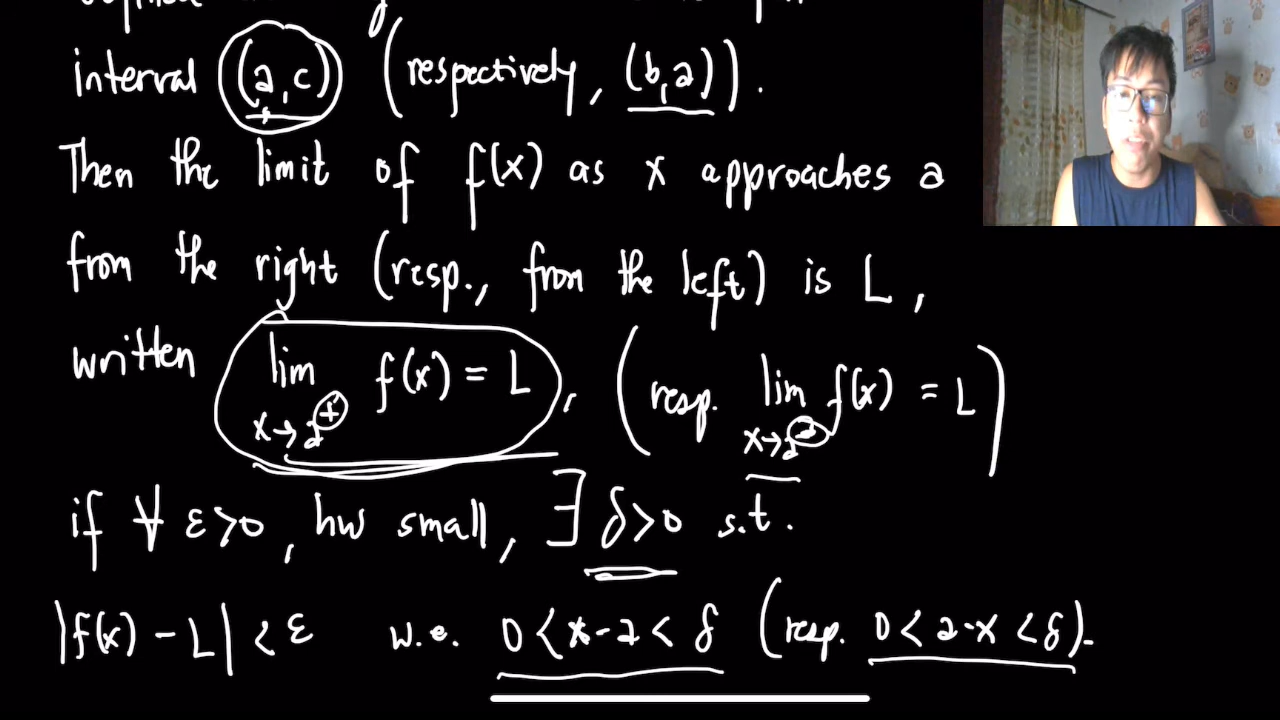 interval (a,c) (respectively, (b,a)).
Then the limit of f(x) as x approaches a
from the right (resp., from the left) is L,
written lim x→a⁺ f(x) = L, (resp. lim x→a⁻ f(x) = L)
if ∀ ε>0, hw small, ∃ δ>0 s.t.
|f(x) - L| < ε w.e. 0 < x-a < δ (resp. 0 < a-x < δ).